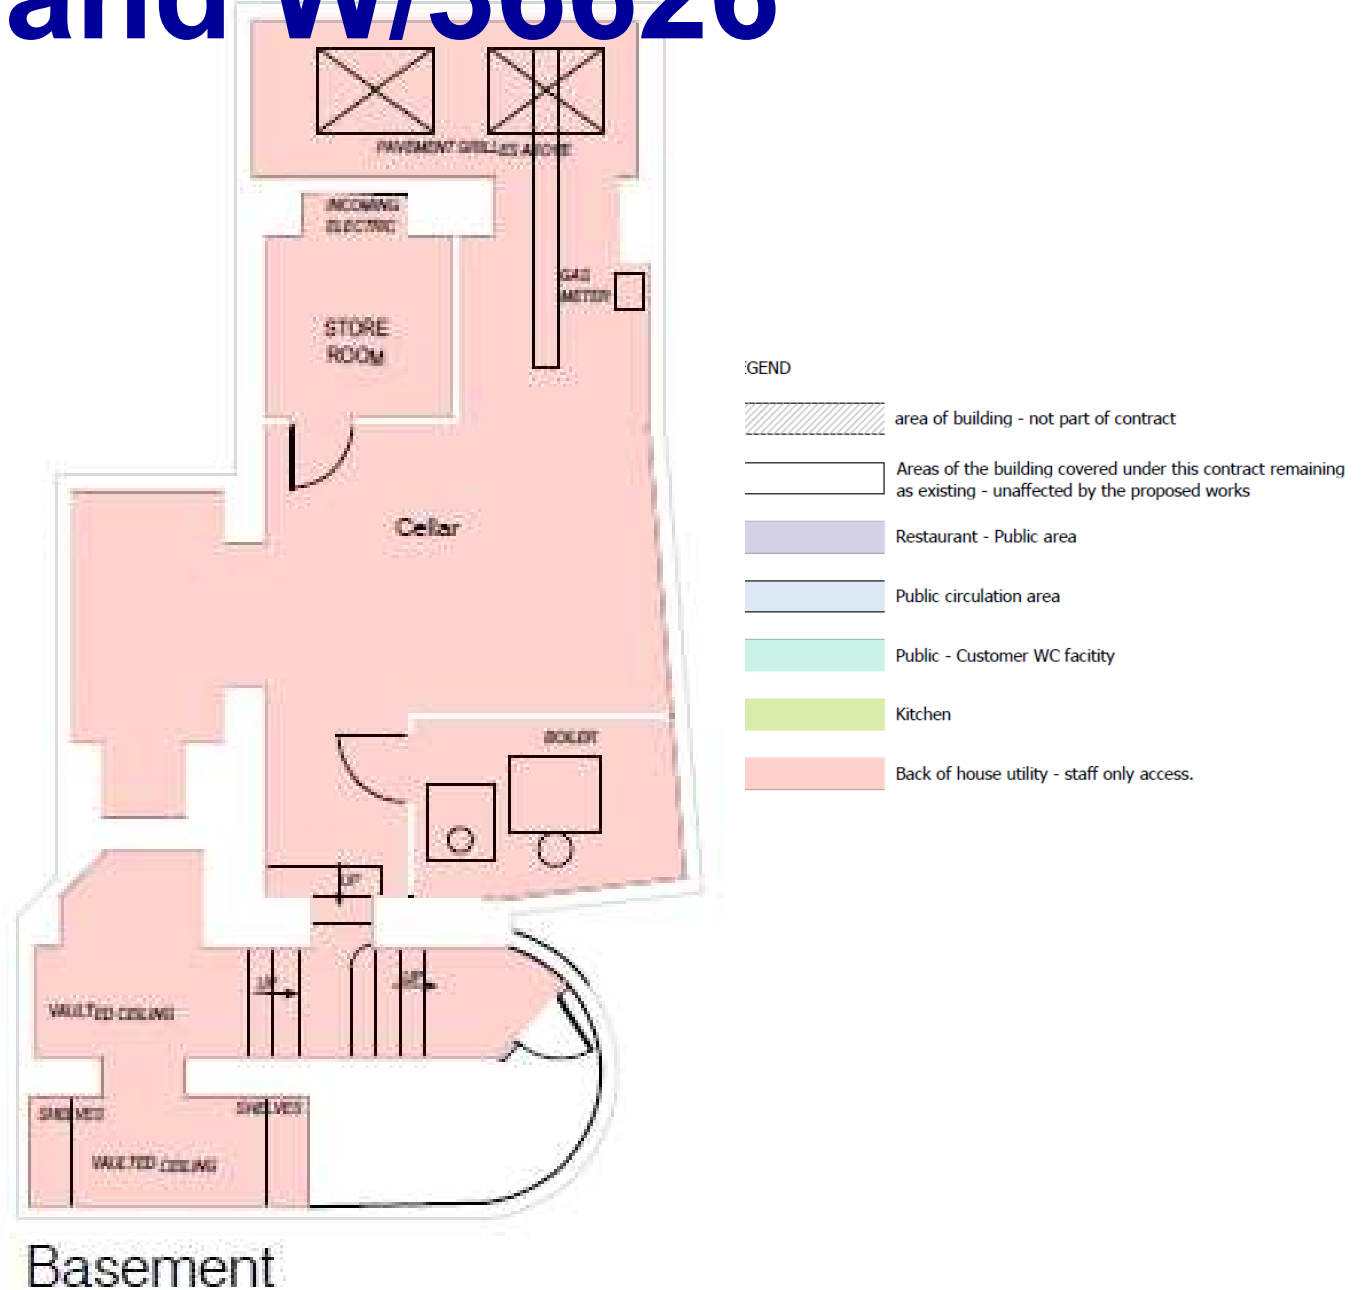 and W/36626
PAVEMENT GRILLES ABOVE
INCOMING
ELECTRIC
GAS
METER
STORE
ROOM
Cellar
BOILER
UP
UP
UP
VAULTED CEILING
SHELVES
SHELVES
VAULTED CEILING
Basement
EGEND
area of building - not part of contract
Areas of the building covered under this contract remaining
as existing - unaffected by the proposed works
Restaurant - Public area
Public circulation area
Public - Customer WC facitity
Kitchen
Back of house utility - staff only access.